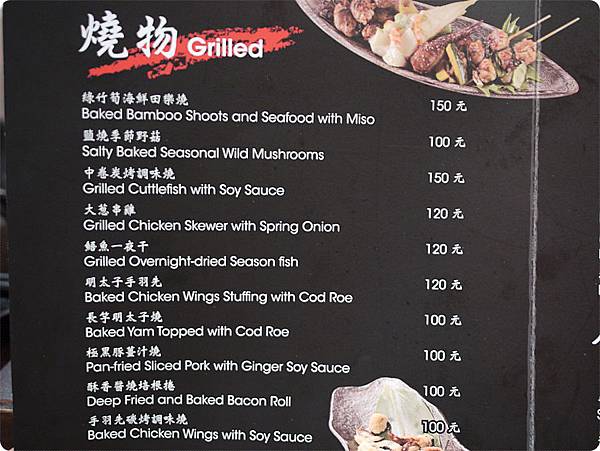 燒物 Grilled
綠竹筍海鮮田樂燒
Baked Bamboo Shoots and Seafood with Miso 150 元
鹽燒季節野菇
Salty Baked Seasonal Wild Mushrooms 100 元
中卷炭烤調味燒
Grilled Cuttlefish with Soy Sauce 150 元
大葱串雞
Grilled Chicken Skewer with Spring Onion 120 元
鱔魚一夜干
Grilled Overnight-dried Season fish 120 元
明太子手羽先
Baked Chicken Wings Stuffing with Cod Roe 120 元
長芋明太子燒
Baked Yam Topped with Cod Roe 100 元
極黑豚薑汁燒
Pan-fried Sliced Pork with Ginger Soy Sauce 100 元
酥香醬燒培根捲
Deep Fried and Baked Bacon Roll 100 元
手羽先碳烤調味燒
Baked Chicken Wings with Soy Sauce 100 元